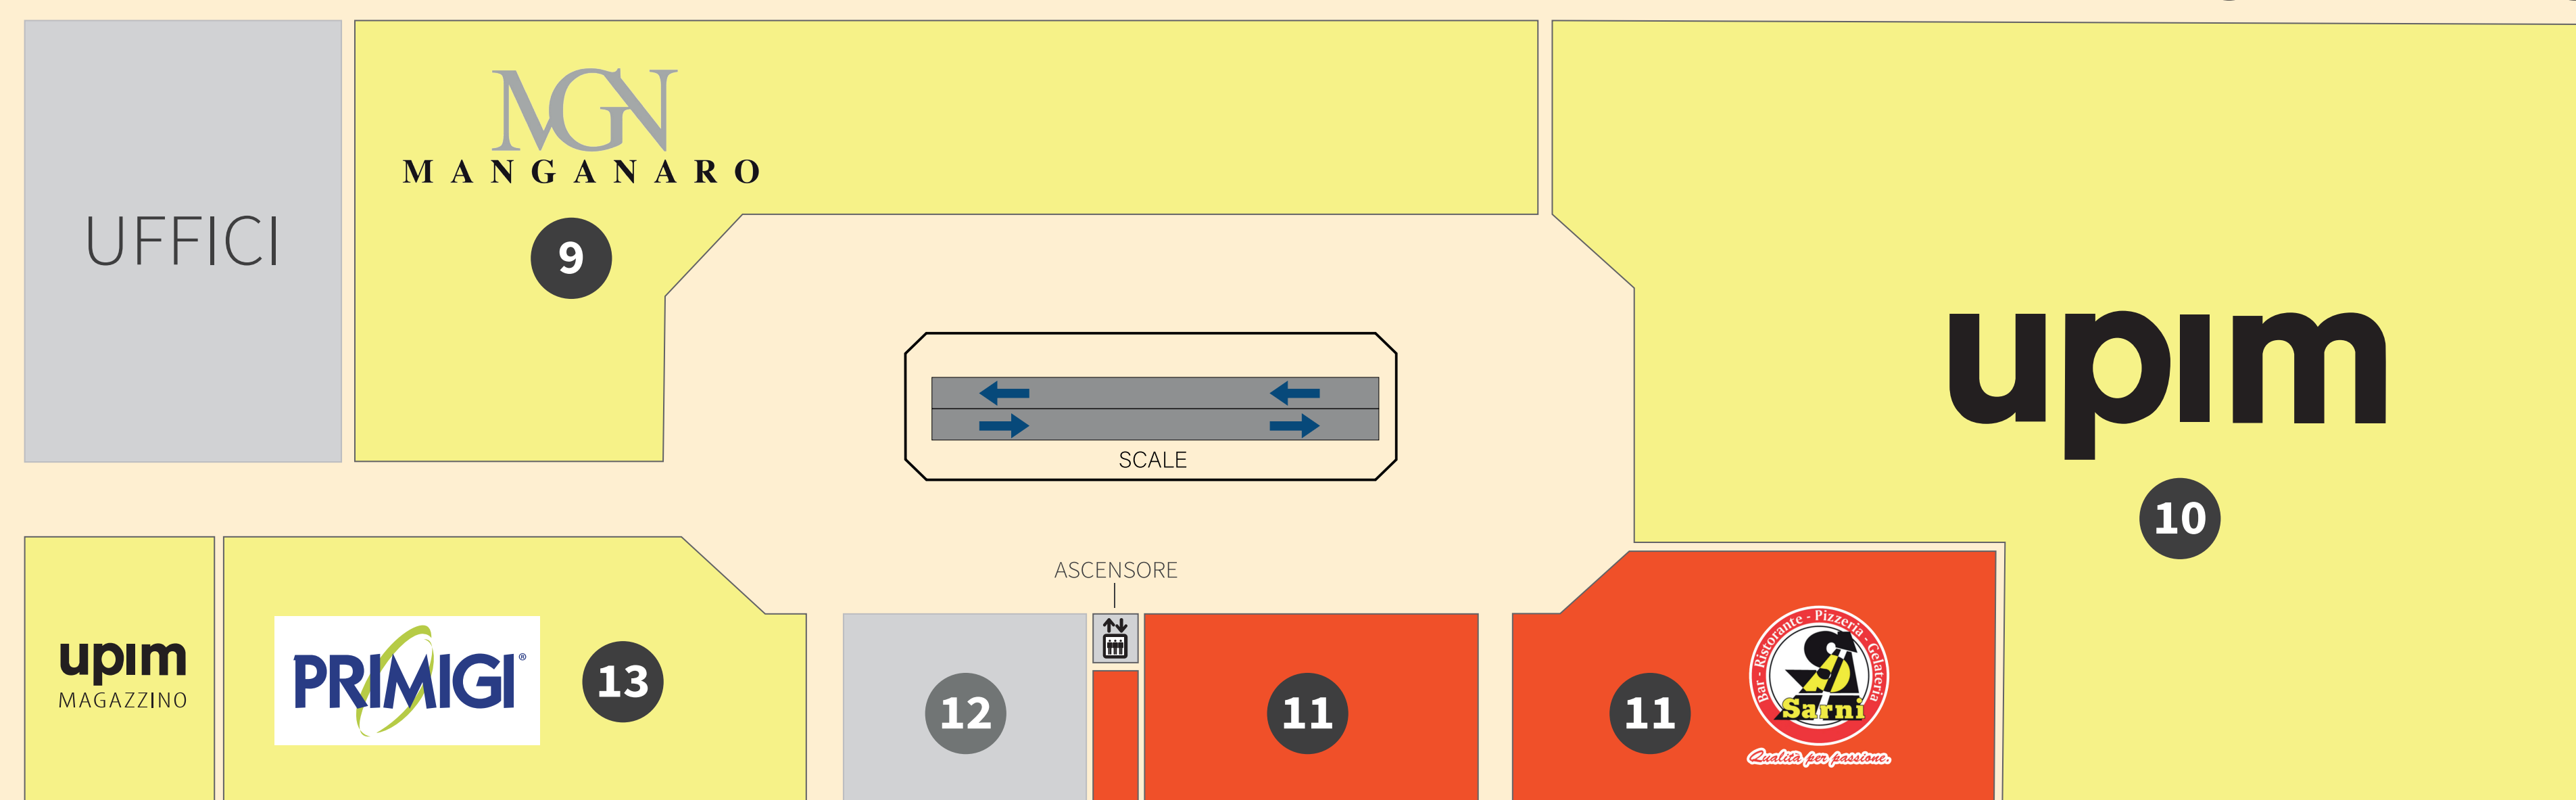 UFFICI
MGN
MANGANARO
9
SCALE
upim
10
ASCENSORE
upim
MAGAZZINO
PRIMIGI®
13
12
11
11
Bar - Ristorante - Pizzeria - Gelateria
Sarni
Qualità per passione.